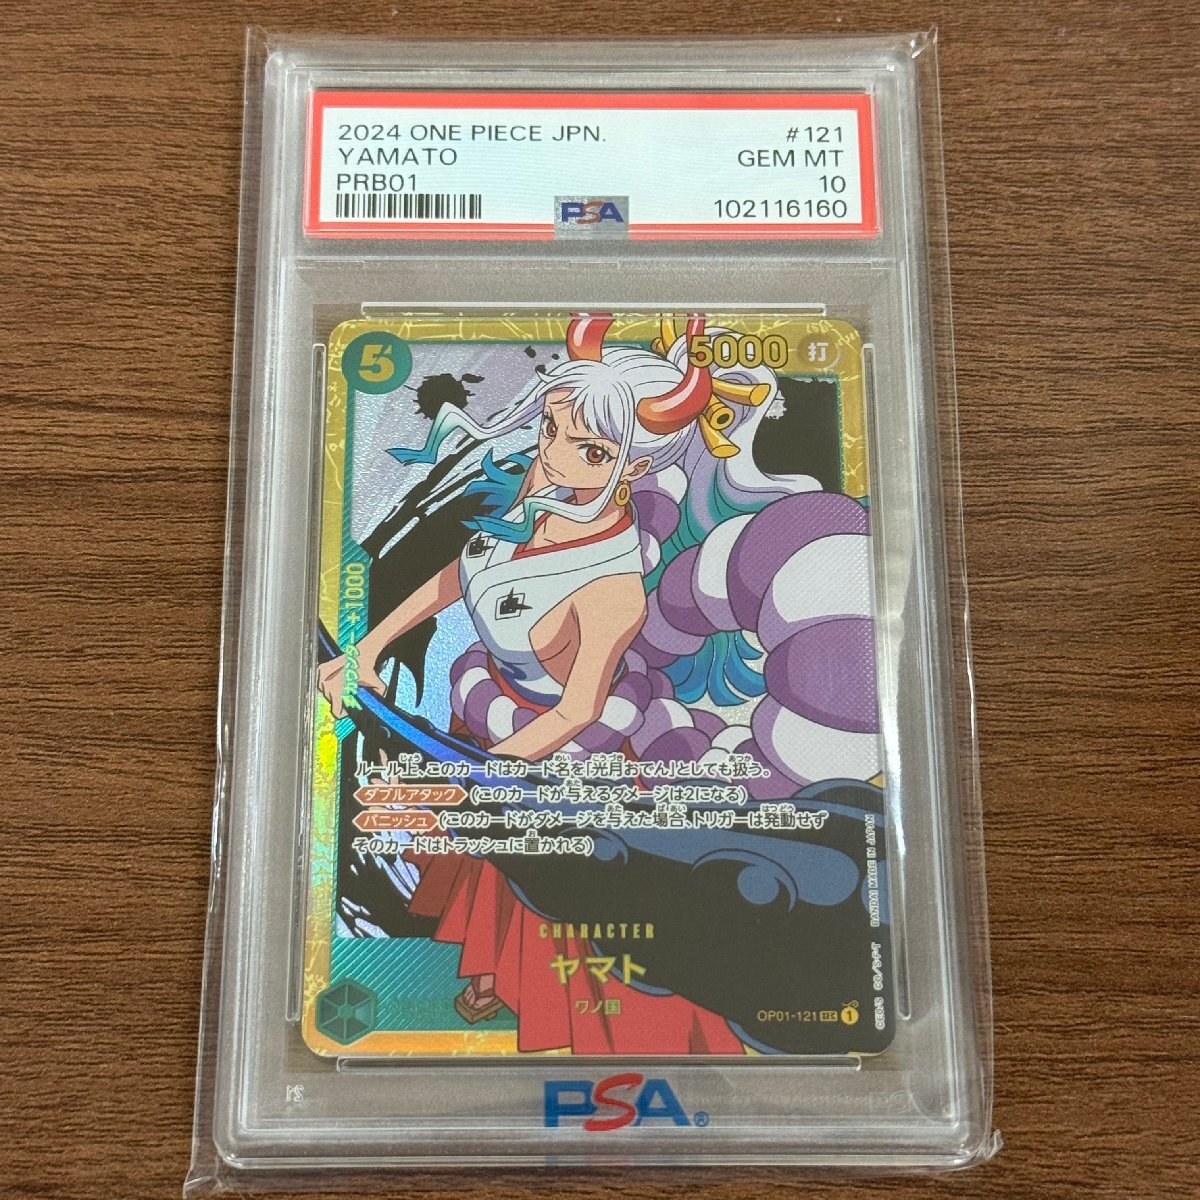 2024 ONE PIECE JPN. #121
YAMATO GEM MT
PRB01 10
PSA 102116160
5 5000 打
カウンター +1000
ルール上、このカードはカード名を「光月おでん」としても扱う。
ダブルアタック (このカードが与えるダメージは2になる)
バニッシュ (このカードがダメージを与えた場合、トリガーは発動せず
そのカードはトラッシュに置かれる)
CHARACTER
ヤマト
ワノ国
OP01-121 SEC 1
BANDAI MADE IN JAPAN
PSA®